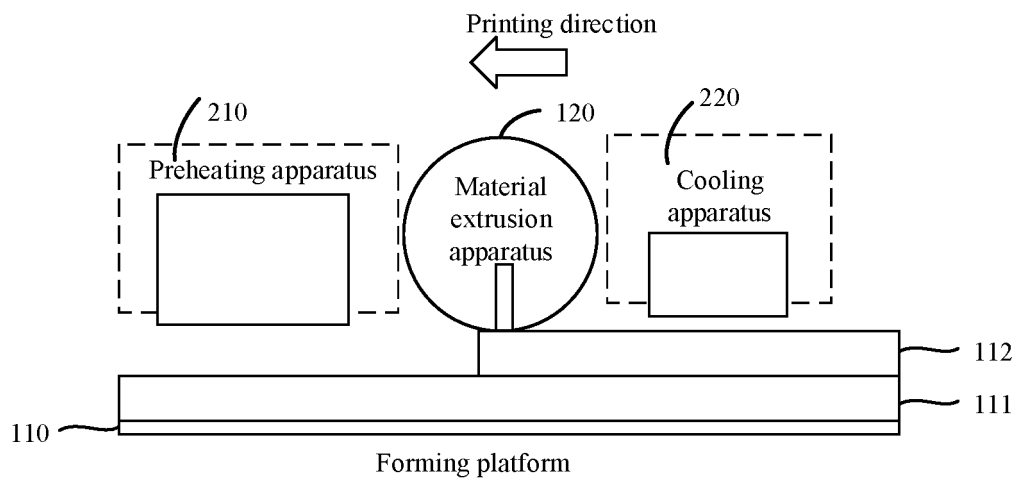 Printing direction
210
120
220
Preheating apparatus
Material
extrusion
apparatus
Cooling
apparatus
112
111
110
Forming platform